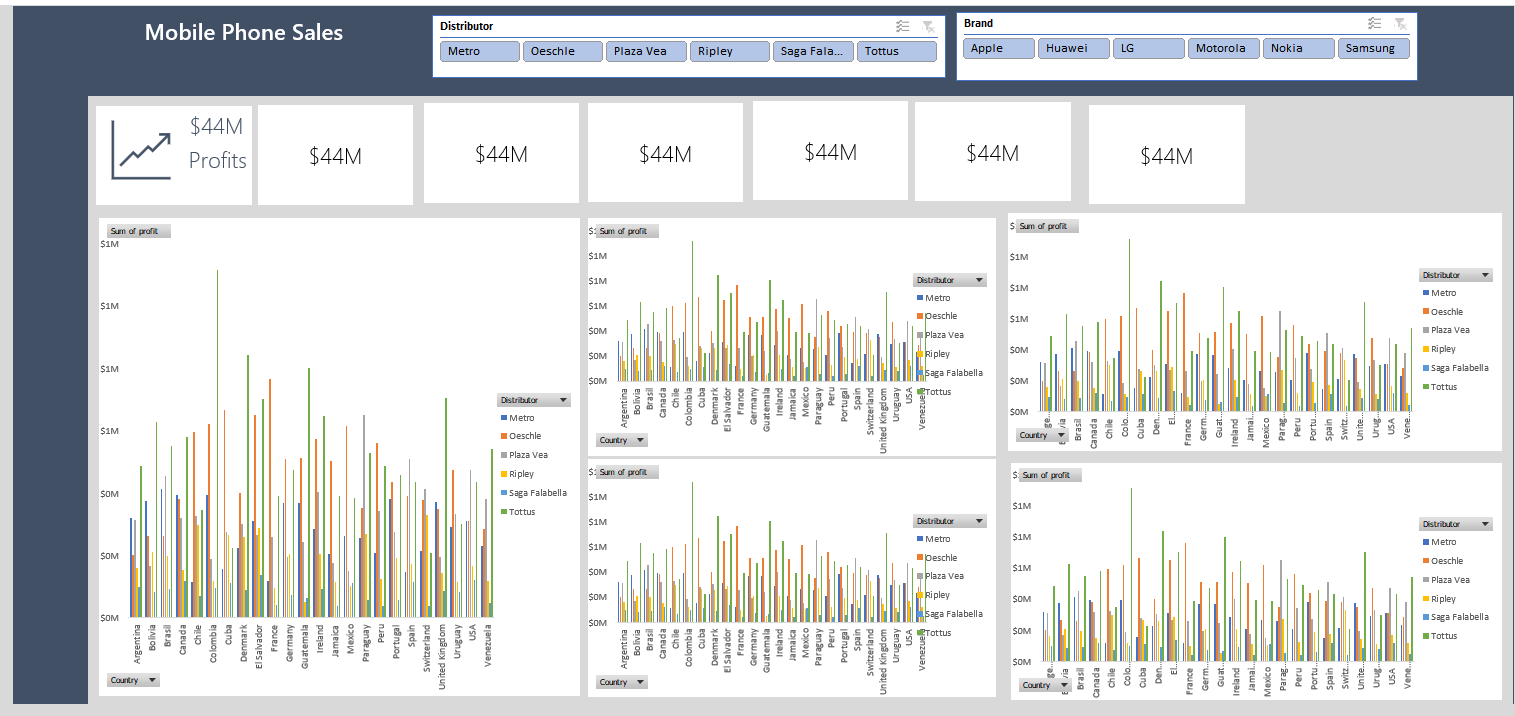 Mobile Phone Sales
Distributor
Metro
Oeschle
Plaza Vea
Ripley
Saga Fala...
Tottus
Brand
Apple
Huawei
LG
Motorola
Nokia
Samsung
$44M
Profits
$44M
$44M
$44M
$44M
$44M
$44M
Sum of profit
$1M
$1M
$1M
$1M
$0M
$0M
$0M
Argentina
Bolivia
Brasil
Canada
Chile
Colombia
Cuba
Denmark
El Salvador
France
Germany
Guatemala
Ireland
Jamaica
Mexico
Paraguay
Peru
Portugal
Spain
Switzerland
United Kingdom
Uruguay
USA
Venezuela
Distributor
Metro
Oeschle
Plaza Vea
Ripley
Saga Falabella
Tottus
Country
Sum of profit
$1M
$1M
$1M
$0M
$0M
$0M
Argentina
Bolivia
Brasil
Canada
Chile
Colombia
Cuba
Denmark
El Salvador
France
Germany
Guatemala
Ireland
Jamaica
Mexico
Paraguay
Peru
Portugal
Spain
Switzerland
United Kingdom
Uruguay
USA
Venezuela
Distributor
Metro
Oeschle
Plaza Vea
Ripley
Saga Falabella
Tottus
Country
Sum of profit
$1M
$1M
$1M
$0M
$0M
$0M
Brasil
Canada
Chile
Colo...
Cuba
Den...
El...
France
Germ...
Guat...
Ireland
Jamai...
Mexico
Parag...
Peru
Portu...
Spain
Switz...
Unite...
Urug...
USA
Vene...
Distributor
Metro
Oeschle
Plaza Vea
Ripley
Saga Falabella
Tottus
Country
Sum of profit
$1M
$1M
$1M
$0M
$0M
$0M
Argentina
Bolivia
Brasil
Canada
Chile
Colombia
Cuba
Denmark
El Salvador
France
Germany
Guatemala
Ireland
Jamaica
Mexico
Paraguay
Peru
Portugal
Spain
Switzerland
United Kingdom
Uruguay
USA
Venezuela
Distributor
Metro
Oeschle
Plaza Vea
Ripley
Saga Falabella
Tottus
Country
Sum of profit
$1M
$1M
$1M
$0M
$0M
$0M
Brasil
Canada
Chile
Colo...
Cuba
Den...
El...
France
Germ...
Guat...
Ireland
Jamai...
Mexico
Parag...
Peru
Portu...
Spain
Switz...
Unite...
Urug...
USA
Vene...
Distributor
Metro
Oeschle
Plaza Vea
Ripley
Saga Falabella
Tottus
Country